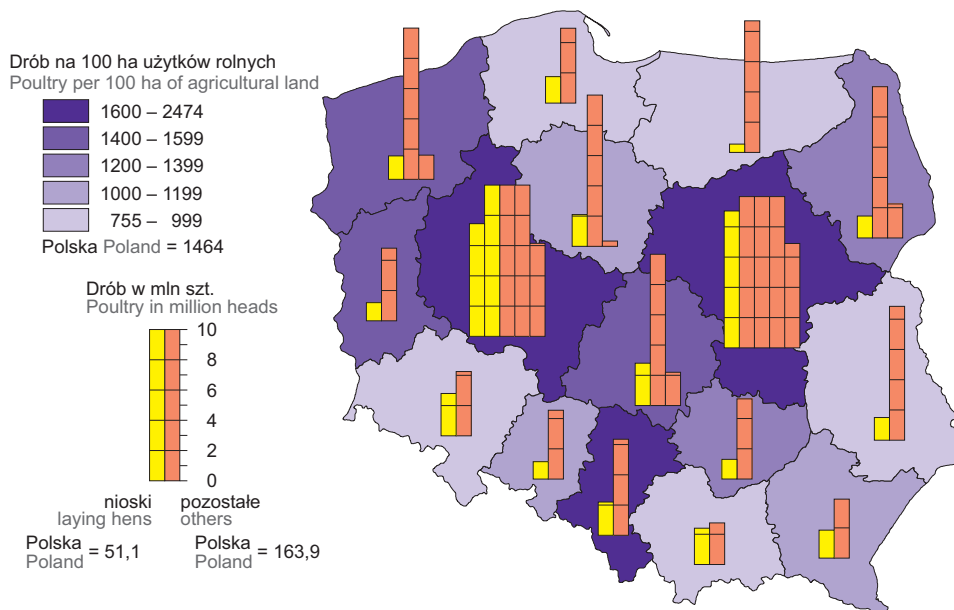 Drób na 100 ha użytków rolnych
Poultry per 100 ha of agricultural land
1600 – 2474
1400 – 1599
1200 – 1399
1000 – 1199
755 – 999
Polska Poland = 1464
Drób w mln szt.
Poultry in million heads
10
8
6
4
2
0
nioski pozostałe
laying hens others
Polska Poland = 51,1
Polska Poland = 163,9